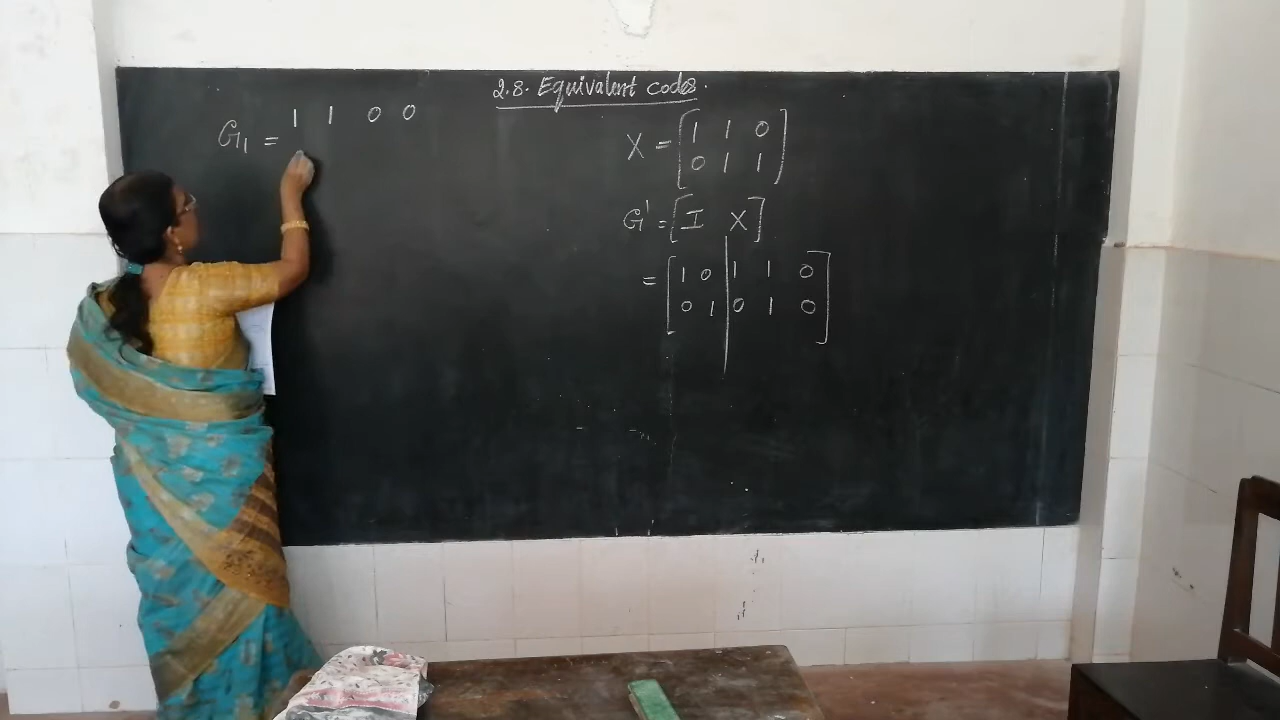 2.8. Equivalent codes.
1 1 0 0
G₁ =
X = [1 1 0
0 1 1]
G' = [I X]
= [1 0 | 1 1 0
0 1 | 0 1 0]